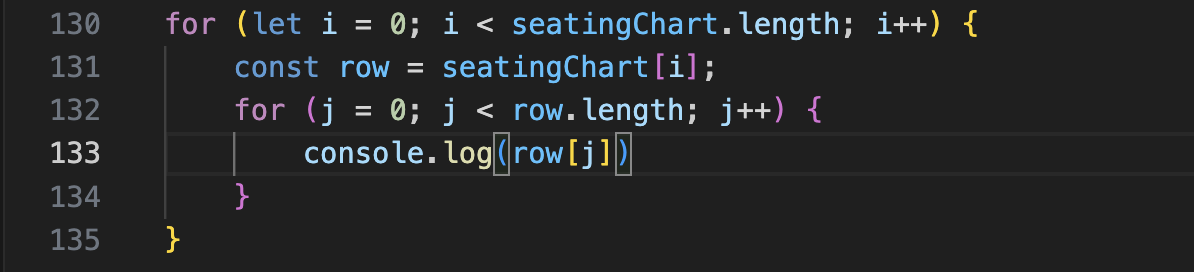 130 for (let i = 0; i < seatingChart.length; i++) {
131 const row = seatingChart[i];
132 for (j = 0; j < row.length; j++) {
133 console.log(row[j])
134 }
135 }